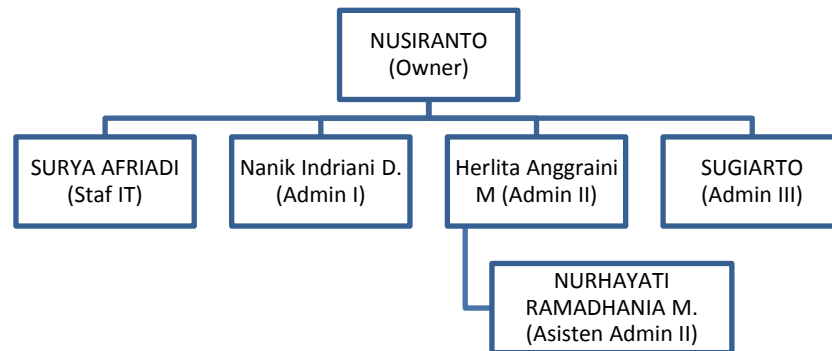 NUSIRANTO
(Owner)
SURYA AFRIADI
(Staf IT)
Nanik Indriani D.
(Admin I)
Herlita Anggraini
M (Admin II)
SUGIARTO
(Admin III)
NURHAYATI
RAMADHANIA M.
(Asisten Admin II)